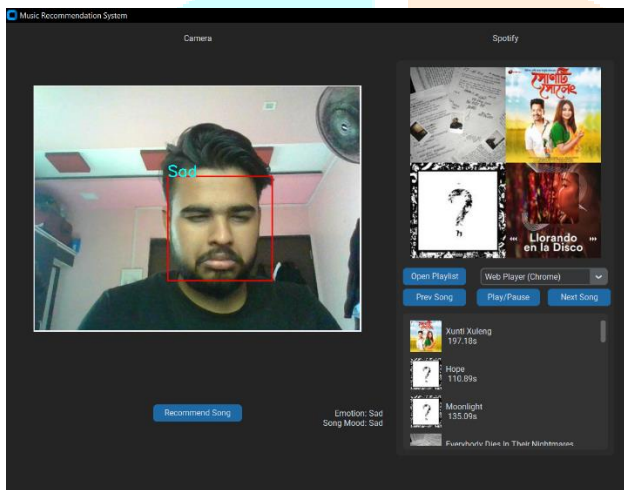 Music Recommendation System
Camera
Spotify
Sad
Llorando
en la Disco
Open Playlist
Web Player (Chrome)
Prev Song
Play/Pause
Next Song
Xunti Xuleng
197.18s
?
Hope
110.89s
?
Moonlight
135.09s
Everybody Dies In Their Nightmares
Recommend Song
Emotion: Sad
Song Mood: Sad